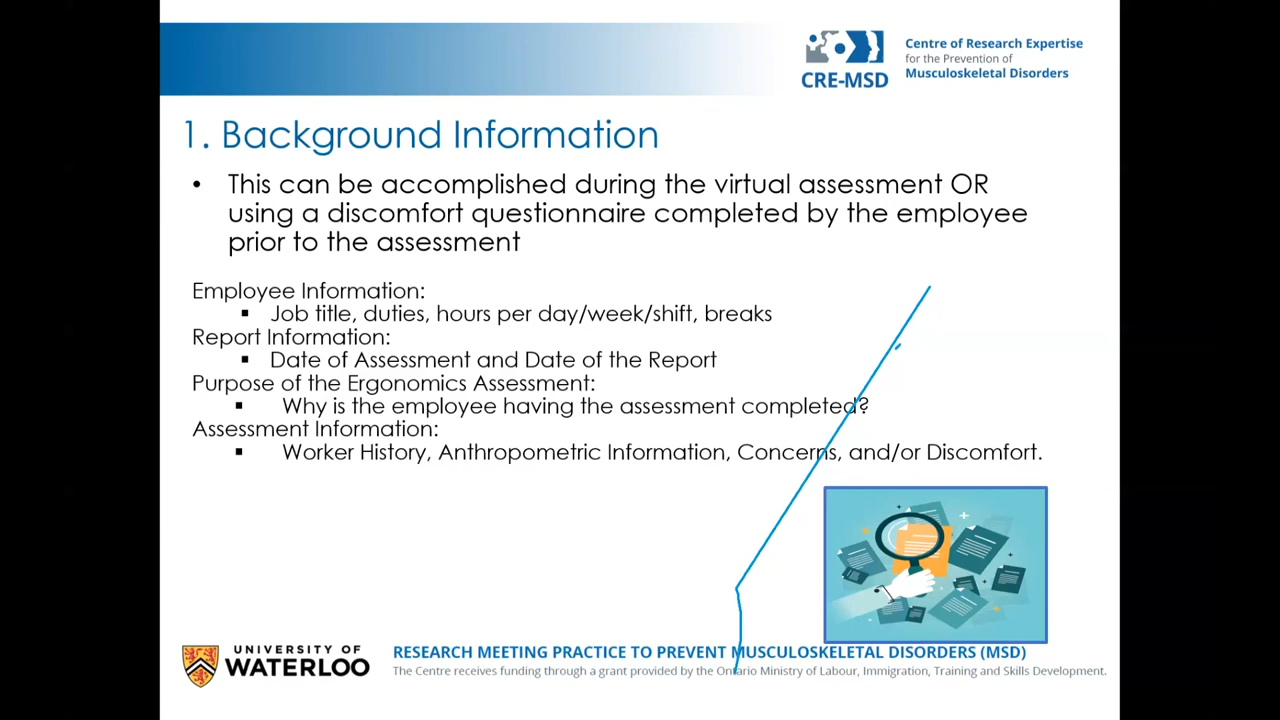 Centre of Research Expertise
for the Prevention of
Musculoskeletal Disorders
CRE-MSD
1. Background Information
• This can be accomplished during the virtual assessment OR
using a discomfort questionnaire completed by the employee
prior to the assessment
Employee Information:
▪ Job title, duties, hours per day/week/shift, breaks
Report Information:
▪ Date of Assessment and Date of the Report
Purpose of the Ergonomics Assessment:
▪ Why is the employee having the assessment completed?
Assessment Information:
▪ Worker History, Anthropometric Information, Concerns, and/or Discomfort.
UNIVERSITY OF
WATERLOO
RESEARCH MEETING PRACTICE TO PREVENT MUSCULOSKELETAL DISORDERS (MSD)
The Centre receives funding through a grant provided by the Ontario Ministry of Labour, Immigration, Training and Skills Development.